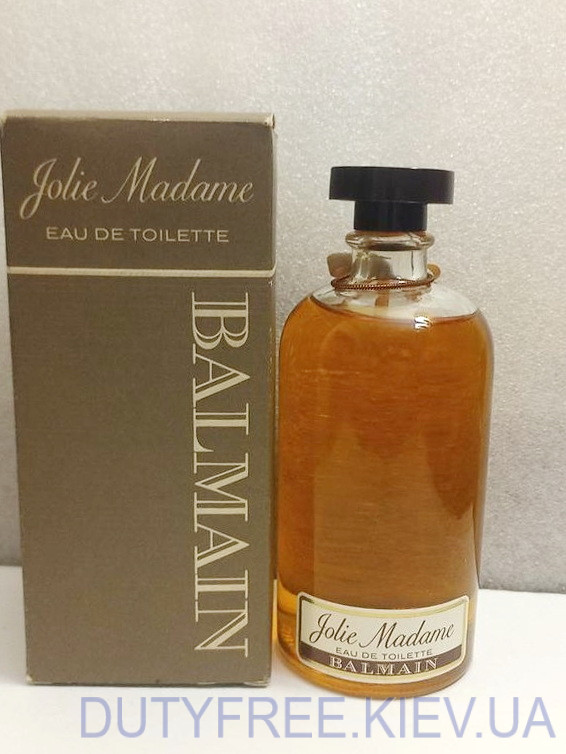 Jolie Madame
EAU DE TOILETTE
BALMAIN
Jolie Madame
EAU DE TOILETTE
BALMAIN
DUTYFREE.KIEV.UA